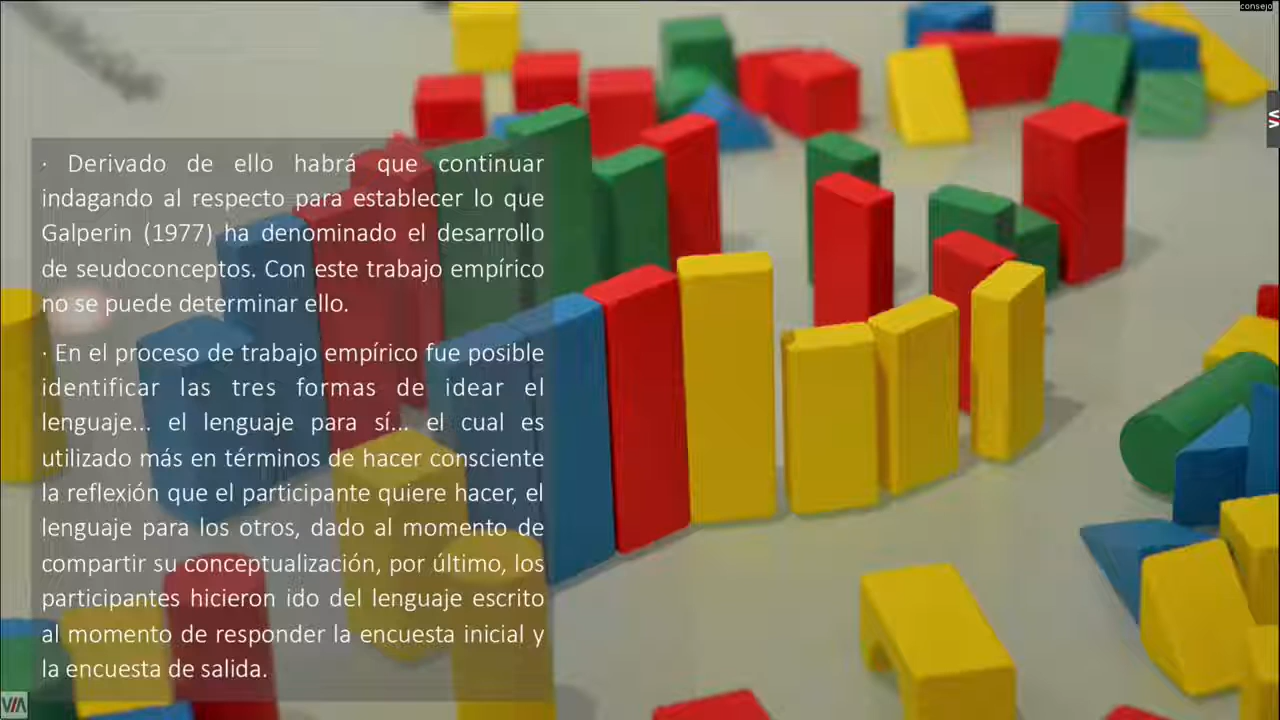 consejo
· Derivado de ello habrá que continuar
indagando al respecto para establecer lo que
Galperin (1977) ha denominado el desarrollo
de seudoconceptos. Con este trabajo empírico
no se puede determinar ello.
· En el proceso de trabajo empírico fue posible
identificar las tres formas de idear el
lenguaje... el lenguaje para sí... el cual es
utilizado más en términos de hacer consciente
la reflexión que el participante quiere hacer, el
lenguaje para los otros, dado al momento de
compartir su conceptualización, por último, los
participantes hicieron ido del lenguaje escrito
al momento de responder la encuesta inicial y
la encuesta de salida.